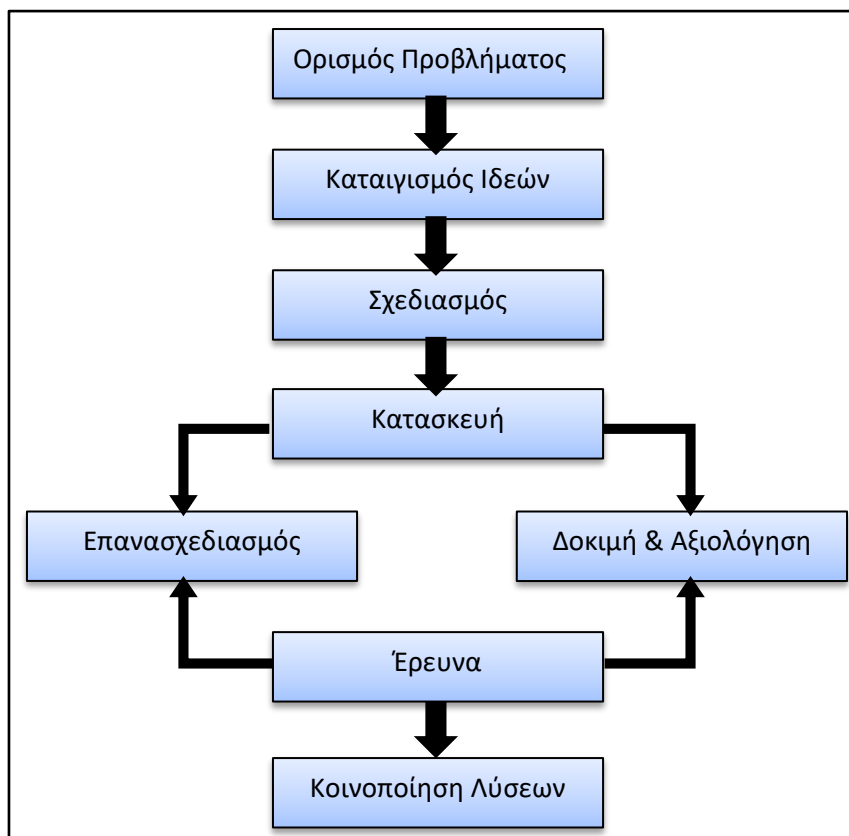 Ορισμός Προβλήματος
Καταιγισμός Ιδεών
Σχεδιασμός
Κατασκευή
Επανασχεδιασμός
Δοκιμή & Αξιολόγηση
Έρευνα
Κοινοποίηση Λύσεων